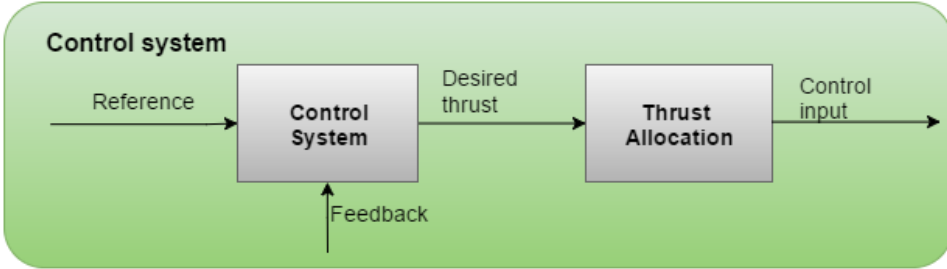 Control system
Reference
Control
System
Desired
thrust
Thrust
Allocation
Control
input
Feedback